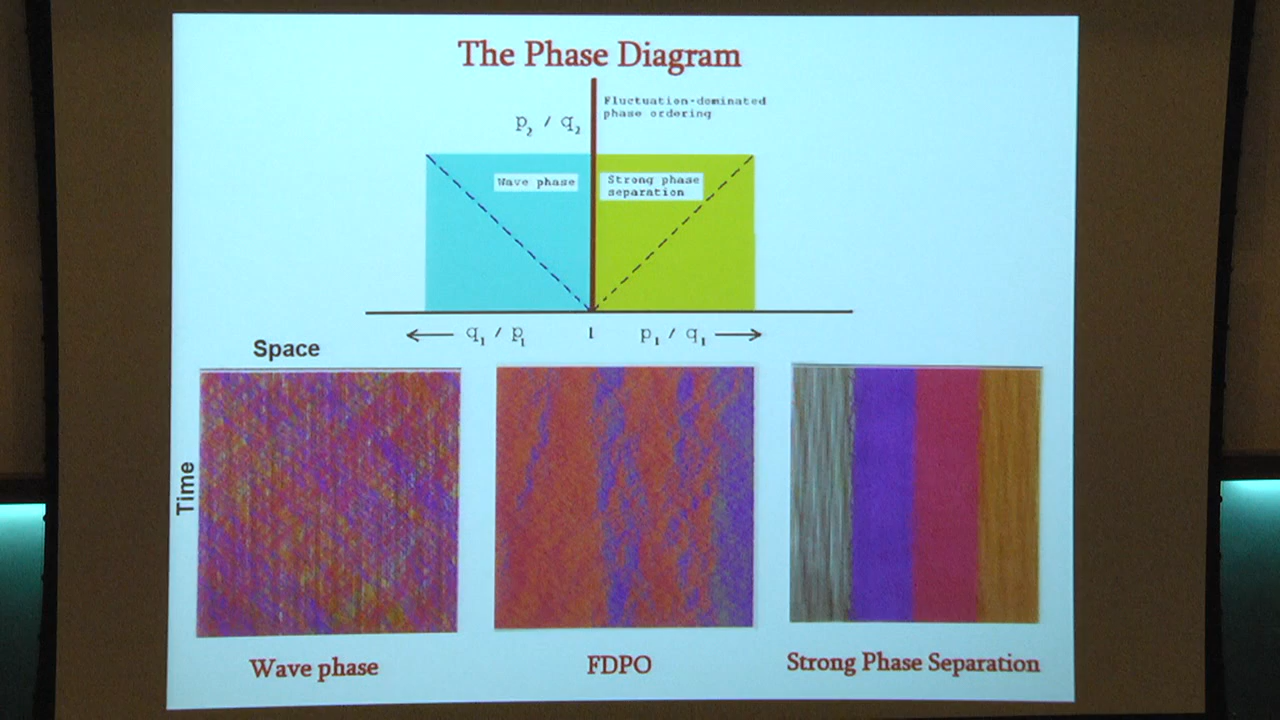 The Phase Diagram
Fluctuation-dominated
phase ordering
p2 / q2
Wave phase
Strong phase
separation
q1 / p1
1
p1 / q1
Space
Time
Wave phase
FDPO
Strong Phase Separation